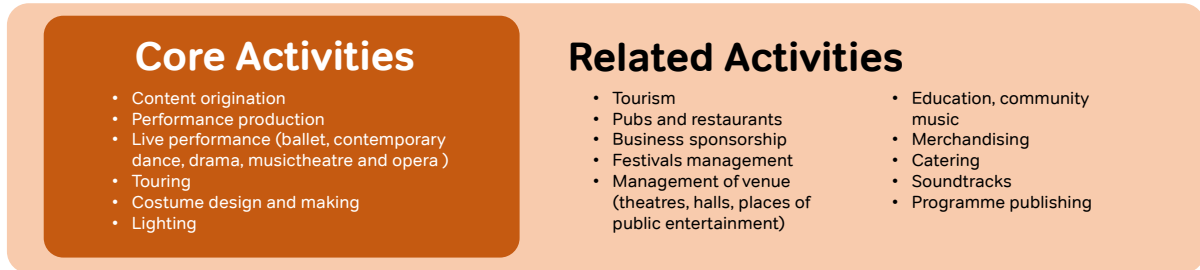 Core Activities
• Content origination
• Performance production
• Live performance (ballet, contemporary
dance, drama, musictheatre and opera )
• Touring
• Costume design and making
• Lighting
Related Activities
• Tourism
• Pubs and restaurants
• Business sponsorship
• Festivals management
• Management of venue
(theatres, halls, places of
public entertainment)
• Education, community
music
• Merchandising
• Catering
• Soundtracks
• Programme publishing